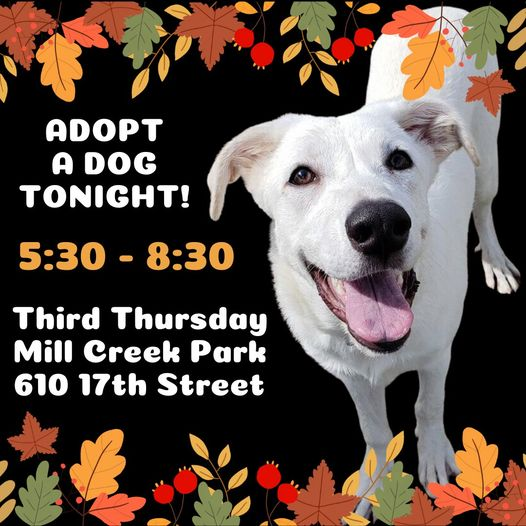 ADOPT
A DOG
TONIGHT!
5:30 - 8:30
Third Thursday
Mill Creek Park
610 17th Street